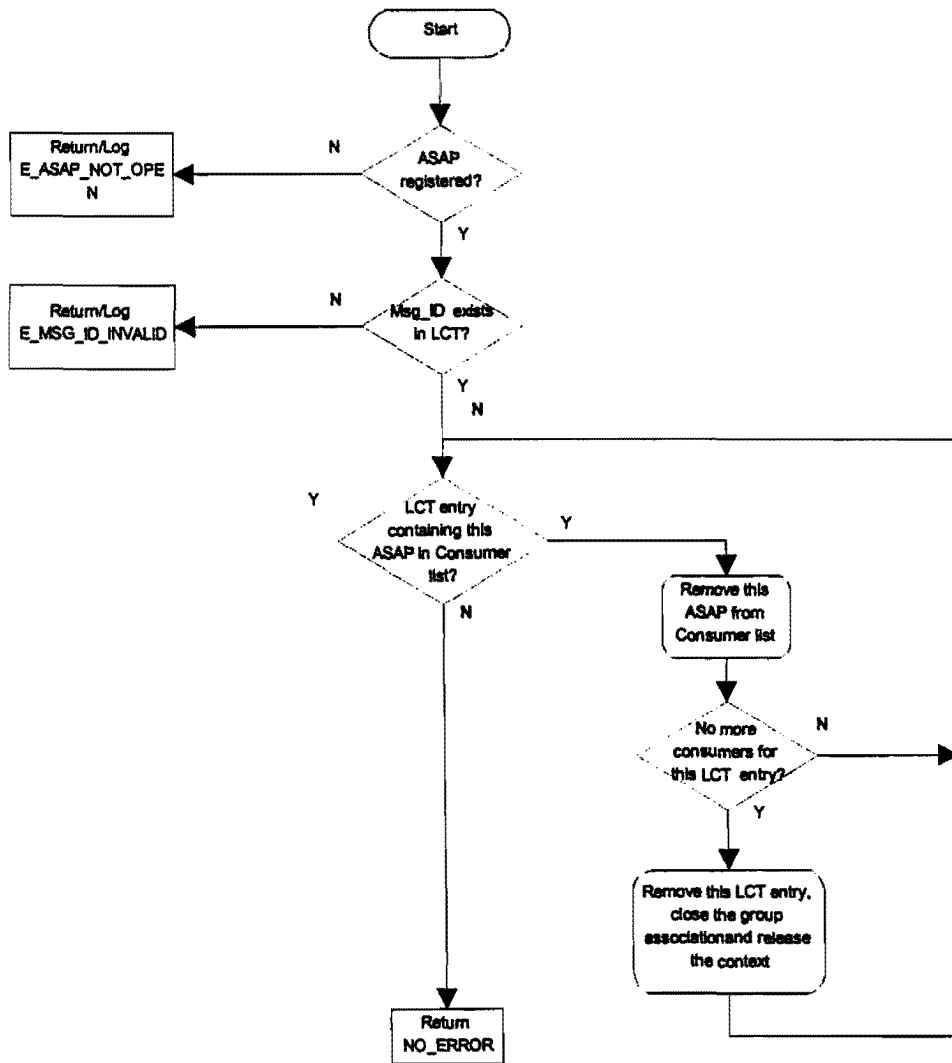 Start
N
ASAP
registered?
Return/Log
E_ASAP_NOT_OPE
N
Y
N
Msg_ID exists
in LCT?
Return/Log
E_MSG_ID_INVALID
Y
N
Y
LCT entry
containing this
ASAP in Consumer
list?
Y
N
Remove this
ASAP from
Consumer list
No more
consumers for
this LCT entry?
N
Y
Remove this LCT entry,
close the group
associationand release
the context
Return
NO_ERROR